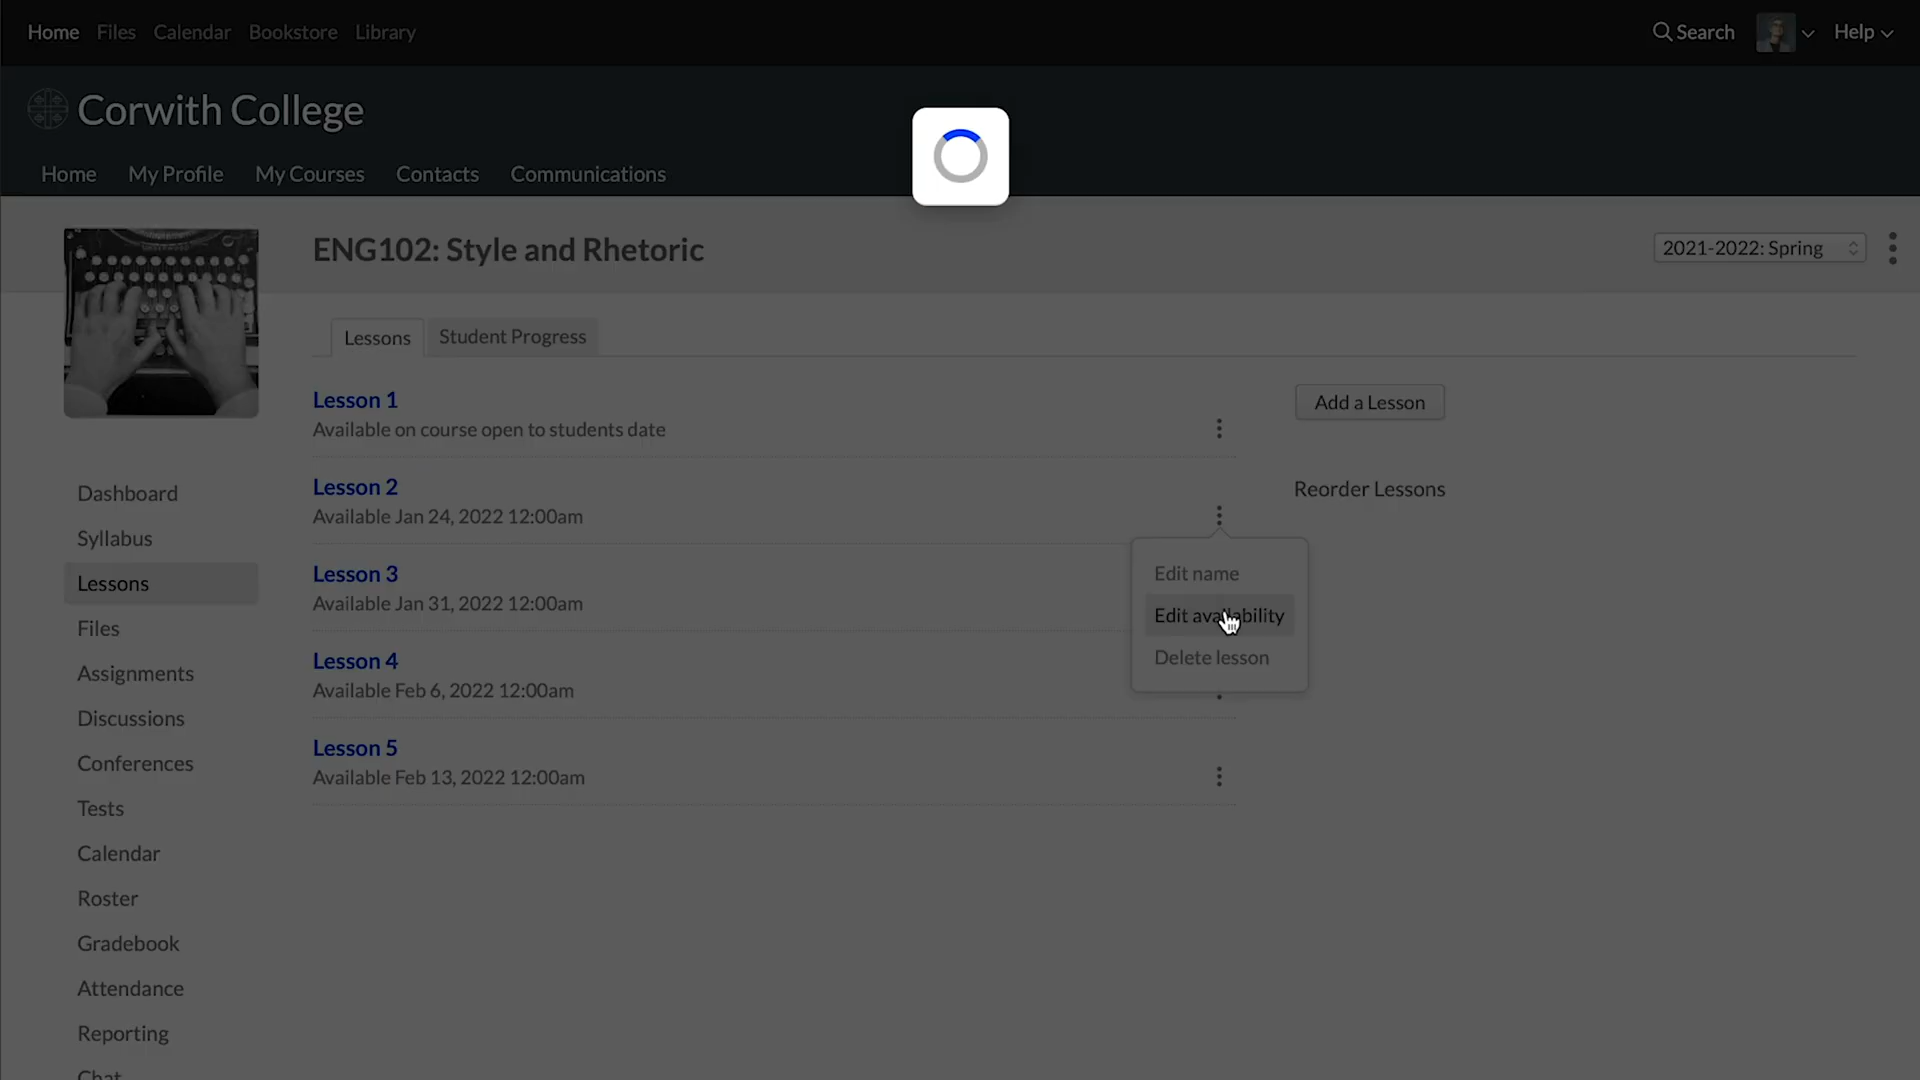 Home Files Calendar Bookstore Library
Search Help
Corwith College
Home My Profile My Courses Contacts Communications
ENG102: Style and Rhetoric
2021-2022: Spring
Lessons Student Progress
Lesson 1
Available on course open to students date
Add a Lesson
Lesson 2
Available Jan 24, 2022 12:00am
Reorder Lessons
Edit name
Edit availability
Delete lesson
Lesson 3
Available Jan 31, 2022 12:00am
Lesson 4
Available Feb 6, 2022 12:00am
Lesson 5
Available Feb 13, 2022 12:00am
Dashboard
Syllabus
Lessons
Files
Assignments
Discussions
Conferences
Tests
Calendar
Roster
Gradebook
Attendance
Reporting
Chat